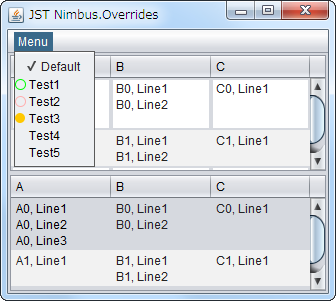 JST Nimbus.Overrides
Menu
Default
Test1
Test2
Test3
Test4
Test5
B C
B0, Line1 C0, Line1
B0, Line2
B1, Line1 C1, Line1
B1, Line2
A B C
A0, Line1 B0, Line1 C0, Line1
A0, Line2 B0, Line2
A0, Line3
A1, Line1 B1, Line1 C1, Line1
B1, Line2